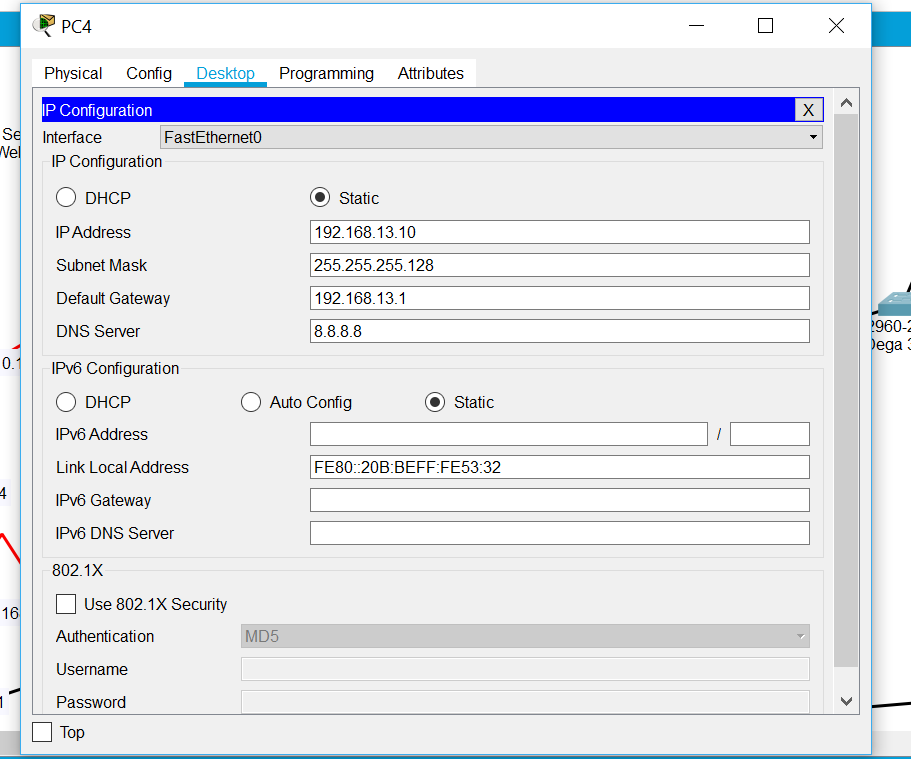 PC4
Physical Config Desktop Programming Attributes
IP Configuration X
Interface FastEthernet0
IP Configuration
DHCP Static
IP Address 192.168.13.10
Subnet Mask 255.255.255.128
Default Gateway 192.168.13.1
DNS Server 8.8.8.8
IPv6 Configuration
DHCP Auto Config Static
IPv6 Address /
Link Local Address FE80::20B:BEFF:FE53:32
IPv6 Gateway
IPv6 DNS Server
802.1X
Use 802.1X Security
Authentication MD5
Username
Password
Top
Se
Wel
0.1
4
16
1
2960-2
Dega 3